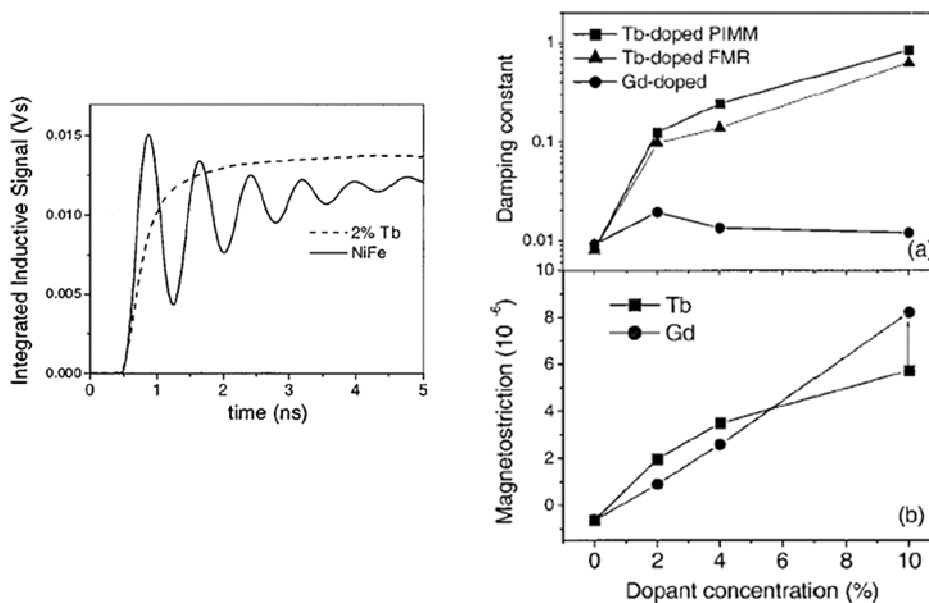 Integrated Inductive Signal (Vs)
0.015
0.010
0.005
0.000
2% Tb
NiFe
0 1 2 3 4 5
time (ns)
Tb-doped PIMM
Tb-doped FMR
Gd-doped
Damping constant
1
0.1
0.01
(a)
Magnetostriction (10⁻⁶)
10
8
6
4
2
0
Tb
Gd
(b)
0 2 4 6 8 10
Dopant concentration (%)